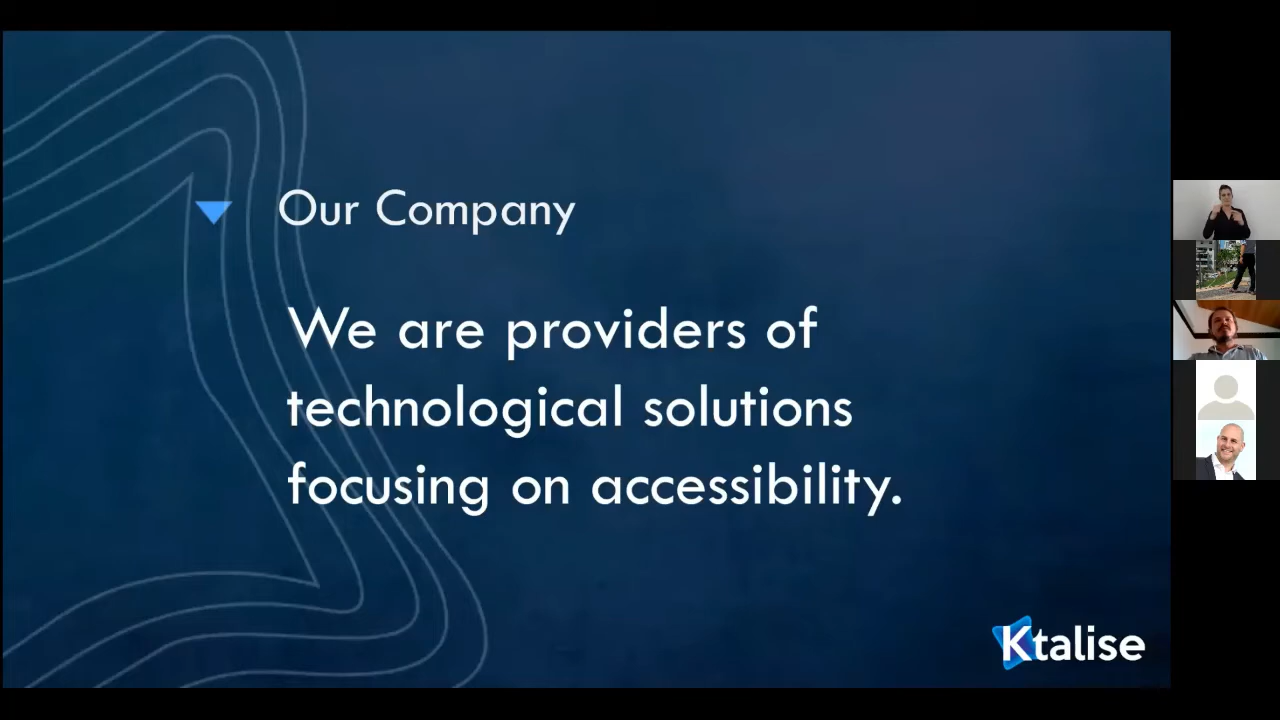 Our Company
We are providers of
technological solutions
focusing on accessibility.
Ktalise